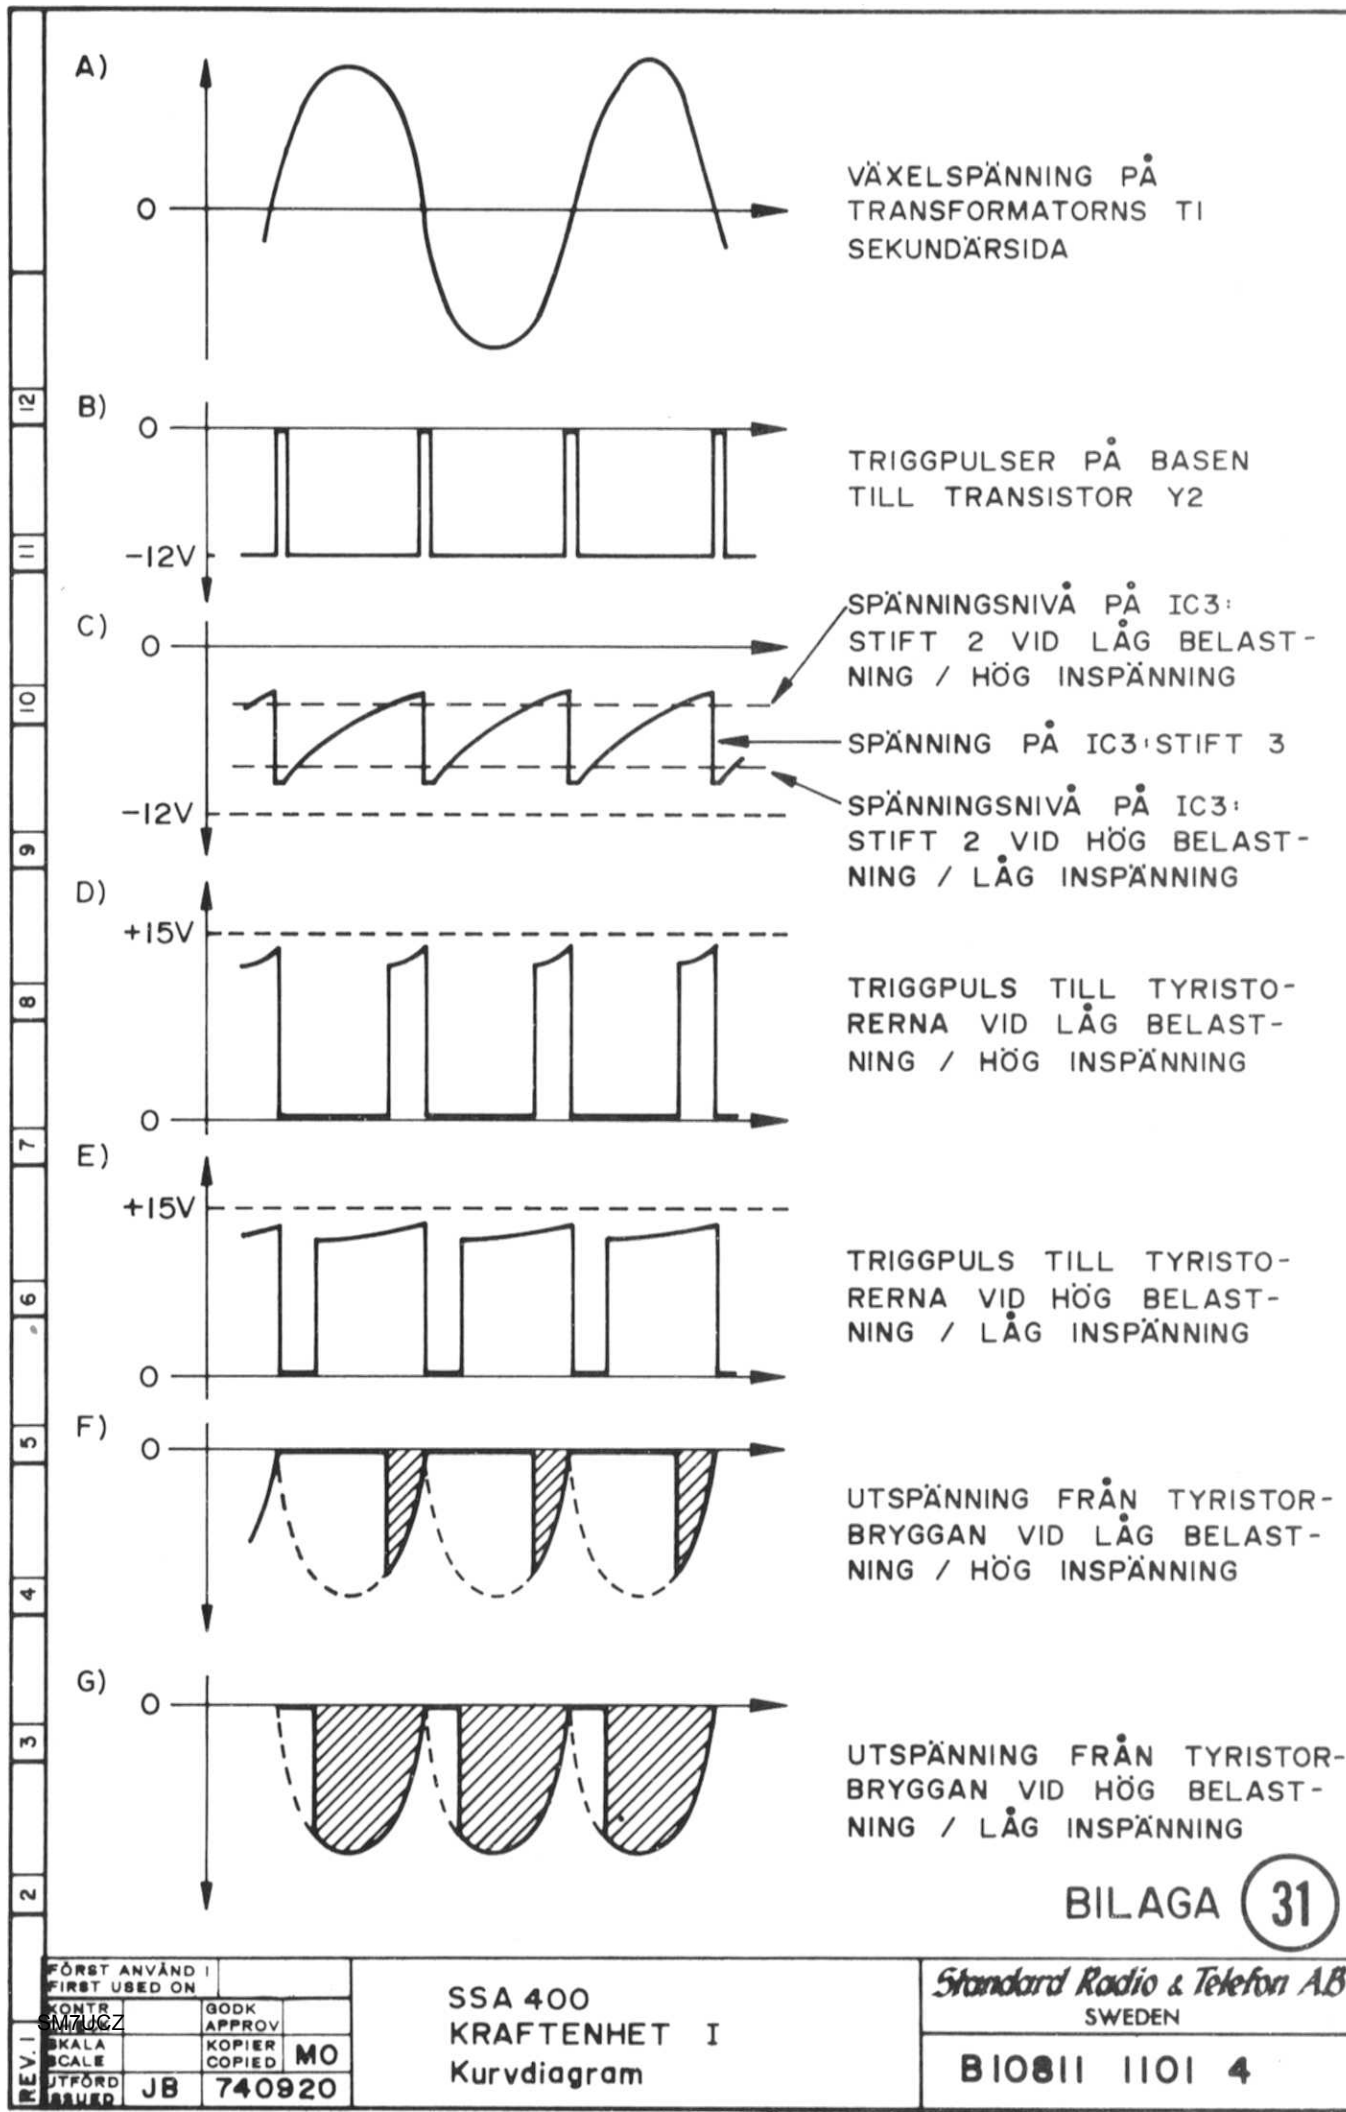 A)
0
VÄXELSPÄNNING PÅ
TRANSFORMATORNS T1
SEKUNDÄRSIDA
B)
0
-12V
TRIGGPULSER PÅ BASEN
TILL TRANSISTOR Y2
C)
0
-12V
SPÄNNINGSNIVÅ PÅ IC3:
STIFT 2 VID LÅG BELAST-
NING / HÖG INSPÄNNING
SPÄNNING PÅ IC3:STIFT 3
SPÄNNINGSNIVÅ PÅ IC3:
STIFT 2 VID HÖG BELAST-
NING / LÅG INSPÄNNING
D)
+15V
0
TRIGGPULS TILL TYRISTO-
RERNA VID LÅG BELAST-
NING / HÖG INSPÄNNING
E)
+15V
0
TRIGGPULS TILL TYRISTO-
RERNA VID HÖG BELAST-
NING / LÅG INSPÄNNING
F)
0
UTSPÄNNING FRÅN TYRISTOR-
BRYGGAN VID LÅG BELAST-
NING / HÖG INSPÄNNING
G)
0
UTSPÄNNING FRÅN TYRISTOR-
BRYGGAN VID HÖG BELAST-
NING / LÅG INSPÄNNING
BILAGA 31
12
11
10
9
8
7
6
5
4
3
2
REV. 1
FÖRST ANVÄND I
FIRST USED ON
KONTR
SM7UCZ
GODK
APPROV
SKALA
SCALE
KOPIER
COPIED MO
UTFÖRD
ISSUED JB 740920
SSA 400
KRAFTENHET I
Kurvdiagram
Standard Radio & Telefon AB
SWEDEN
B10811 1101 4